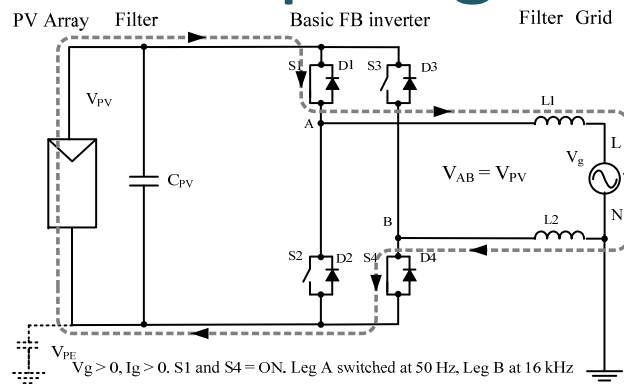 PV Array Filter Basic FB inverter Filter Grid
S1 D1 S3 D3
V_PV
L1
A
L
V_g
C_PV
V_AB = V_PV
B
L2
N
S2 D2 S4 D4
V_PE
Vg > 0, Ig > 0. S1 and S4 = ON. Leg A switched at 50 Hz, Leg B at 16 kHz